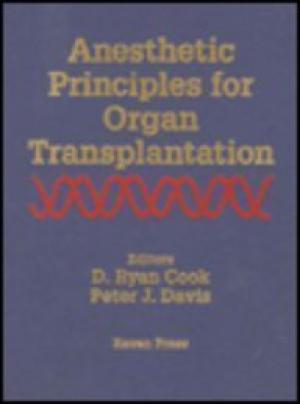 Anesthetic
Principles for
Organ
Transplantation
Editors
D. Ryan Cook
Peter J. Davis
Raven Press